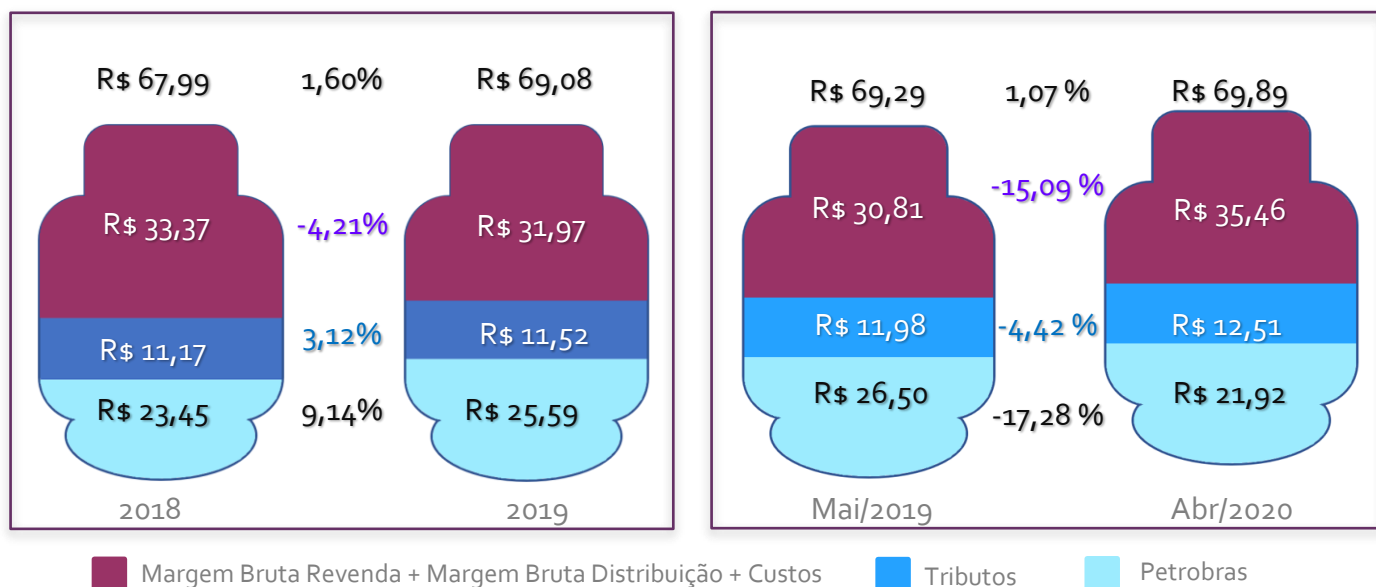 R$ 67,99 1,60% R$ 69,08
R$ 33,37 -4,21% R$ 31,97
R$ 11,17 3,12% R$ 11,52
R$ 23,45 9,14% R$ 25,59
2018 2019
R$ 69,29 1,07 % R$ 69,89
-15,09 %
R$ 30,81 R$ 35,46
R$ 11,98 -4,42 % R$ 12,51
R$ 26,50 -17,28 % R$ 21,92
Mai/2019 Abr/2020
Margem Bruta Revenda + Margem Bruta Distribuição + Custos Tributos Petrobras